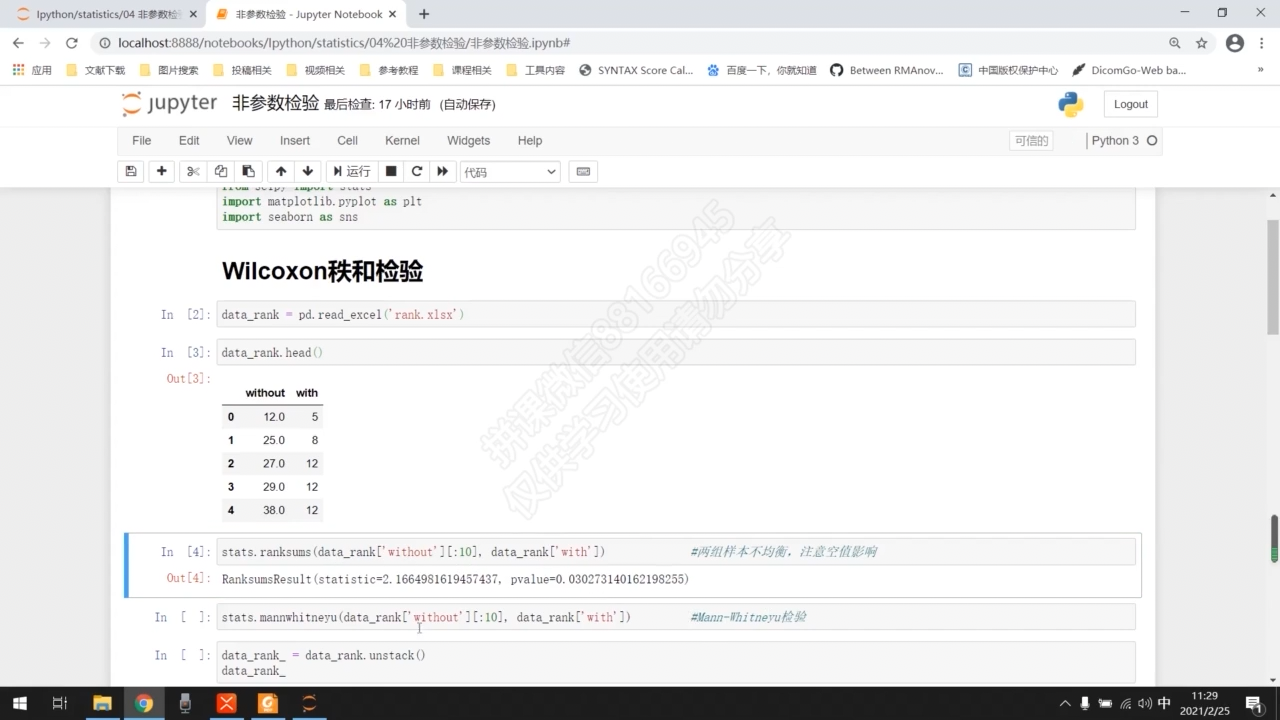 Ipython/statistics/04 非参数检验
非参数检验 - Jupyter Notebook
localhost:8888/notebooks/Ipython/statistics/04%20非参数检验/非参数检验.ipynb#
应用 文献下载 图片搜索 投稿相关 视频相关 参考教程 课程相关 工具内容 SYNTAX Score Cal... 百度一下，你就知道 Between RMAnov... 中国版权保护中心 DicomGo-Web ba... »
jupyter 非参数检验 最后检查: 17 小时前 (自动保存)
Logout
File Edit View Insert Cell Kernel Widgets Help
可信的 Python 3
运行 代码
from scipy import stats
import matplotlib.pyplot as plt
import seaborn as sns
Wilcoxon秩和检验
In [2]: data_rank = pd.read_excel('rank.xlsx')
In [3]: data_rank.head()
Out[3]:
without with
0 12.0 5
1 25.0 8
2 27.0 12
3 29.0 12
4 38.0 12
In [4]: stats.ranksums(data_rank['without'][:10], data_rank['with']) #两组样本不均衡，注意空值影响
Out[4]: RanksumsResult(statistic=2.1664981619457437, pvalue=0.030273140162198255)
In [ ]: stats.mannwhitneyu(data_rank['without'][:10], data_rank['with']) #Mann-Whitneyu检验
In [ ]: data_rank_ = data_rank.unstack()
data_rank_
拼课微信88166945
仅供学习使用请勿分享
中
11:29
2021/2/25
1